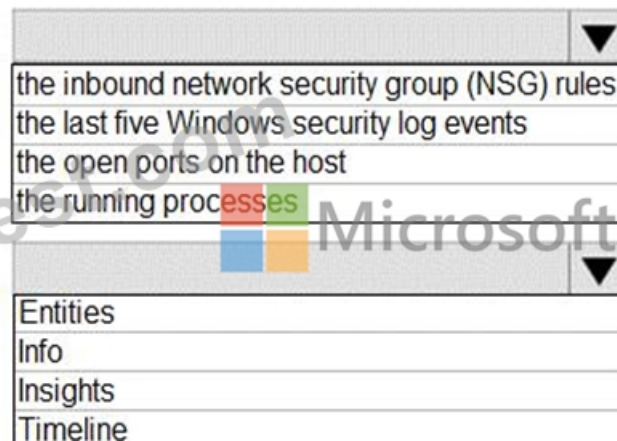 the inbound network security group (NSG) rules
the last five Windows security log events
the open ports on the host
the running processes
Microsoft
Entities
Info
Insights
Timeline